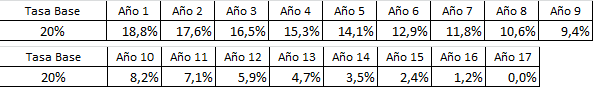 Tasa Base Año 1 Año 2 Año 3 Año 4 Año 5 Año 6 Año 7 Año 8 Año 9
20% 18,8% 17,6% 16,5% 15,3% 14,1% 12,9% 11,8% 10,6% 9,4%
Tasa Base Año 10 Año 11 Año 12 Año 13 Año 14 Año 15 Año 16 Año 17
20% 8,2% 7,1% 5,9% 4,7% 3,5% 2,4% 1,2% 0,0%